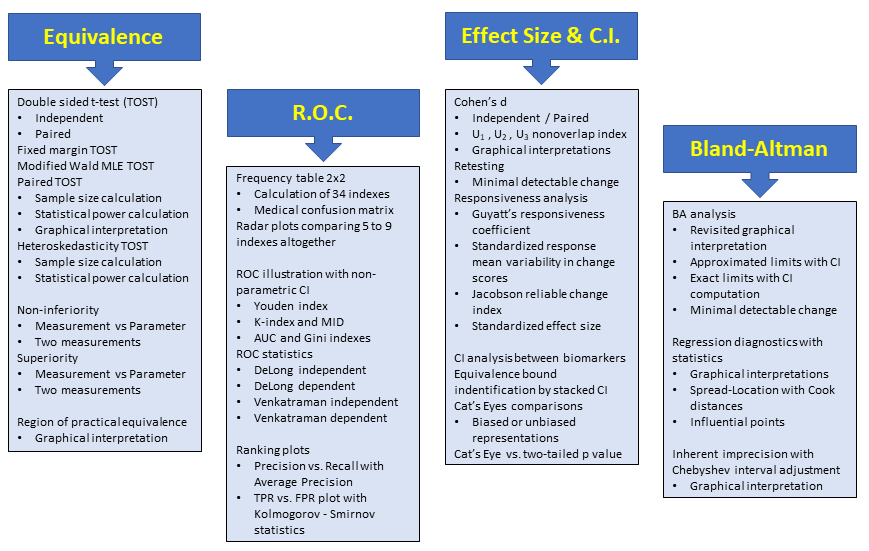 Equivalence
Double sided t-test (TOST)
• Independent
• Paired
Fixed margin TOST
Modified Wald MLE TOST
Paired TOST
• Sample size calculation
• Statistical power calculation
• Graphical interpretation
Heteroskedasticity TOST
• Sample size calculation
• Statistical power calculation
Non-inferiority
• Measurement vs Parameter
• Two measurements
Superiority
• Measurement vs Parameter
• Two measurements
Region of practical equivalence
• Graphical interpretation
R.O.C.
Frequency table 2x2
• Calculation of 34 indexes
• Medical confusion matrix
Radar plots comparing 5 to 9
indexes altogether
ROC illustration with non-
parametric CI
• Youden index
• K-index and MID
• AUC and Gini indexes
ROC statistics
• DeLong independent
• DeLong dependent
• Venkatraman independent
• Venkatraman dependent
Ranking plots
• Precision vs. Recall with
Average Precision
• TPR vs. FPR plot with
Kolmogorov - Smirnov
statistics
Effect Size & C.I.
Cohen's d
• Independent / Paired
• U₁ , U₂ , U₃ nonoverlap index
• Graphical interpretations
Retesting
• Minimal detectable change
Responsiveness analysis
• Guyatt's responsiveness
coefficient
• Standardized response
mean variability in change
scores
• Jacobson reliable change
index
• Standardized effect size
CI analysis between biomarkers
Equivalence bound
indentification by stacked CI
Cat's Eyes comparisons
• Biased or unbiased
representations
Cat's Eye vs. two-tailed p value
Bland-Altman
BA analysis
• Revisited graphical
interpretation
• Approximated limits with CI
• Exact limits with CI
computation
• Minimal detectable change
Regression diagnostics with
statistics
• Graphical interpretations
• Spread-Location with Cook
distances
• Influential points
Inherent imprecision with
Chebyshev interval adjustment
• Graphical interpretation